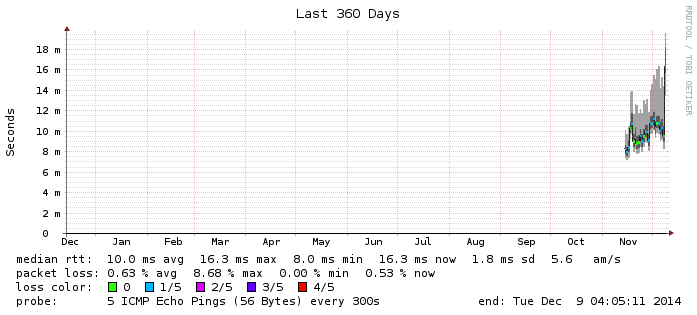 Last 360 Days
RRDTOOL / TOBI OETIKER
Seconds
18 m
16 m
14 m
12 m
10 m
8 m
6 m
4 m
2 m
0
Dec Jan Feb Mar Apr May Jun Jul Aug Sep Oct Nov
median rtt: 10.0 ms avg 16.3 ms max 8.0 ms min 16.3 ms now 1.8 ms sd 5.6 am/s
packet loss: 0.63 % avg 8.68 % max 0.00 % min 0.53 % now
loss color: 0 1/5 2/5 3/5 4/5
probe: 5 ICMP Echo Pings (56 Bytes) every 300s end: Tue Dec 9 04:05:11 2014